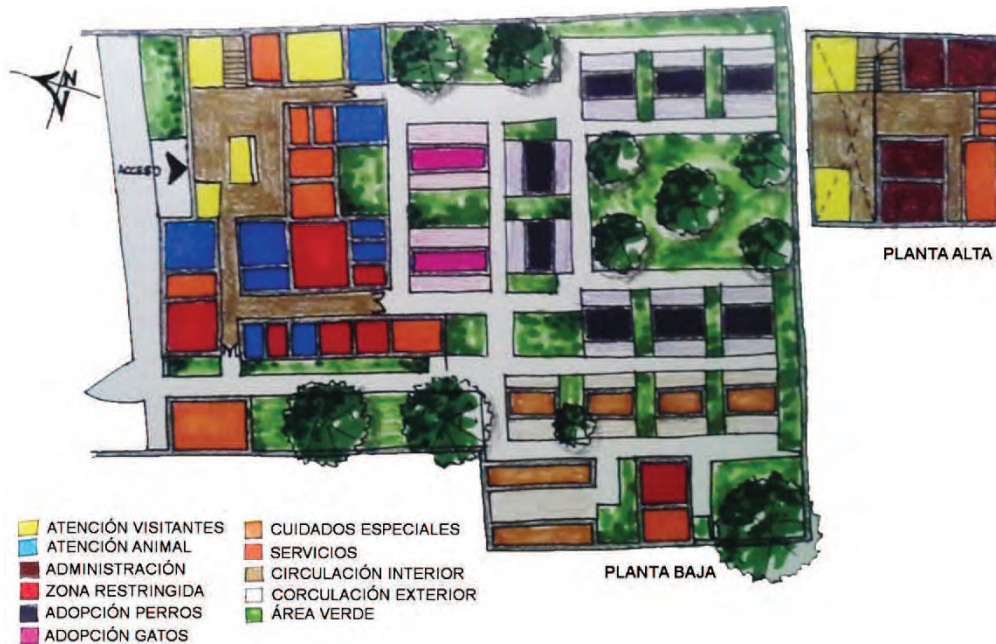 N
ACCESO
PLANTA ALTA
PLANTA BAJA
ATENCIÓN VISITANTES
ATENCIÓN ANIMAL
ADMINISTRACIÓN
ZONA RESTRINGIDA
ADOPCIÓN PERROS
ADOPCIÓN GATOS
CUIDADOS ESPECIALES
SERVICIOS
CIRCULACIÓN INTERIOR
CORCULACIÓN EXTERIOR
ÁREA VERDE